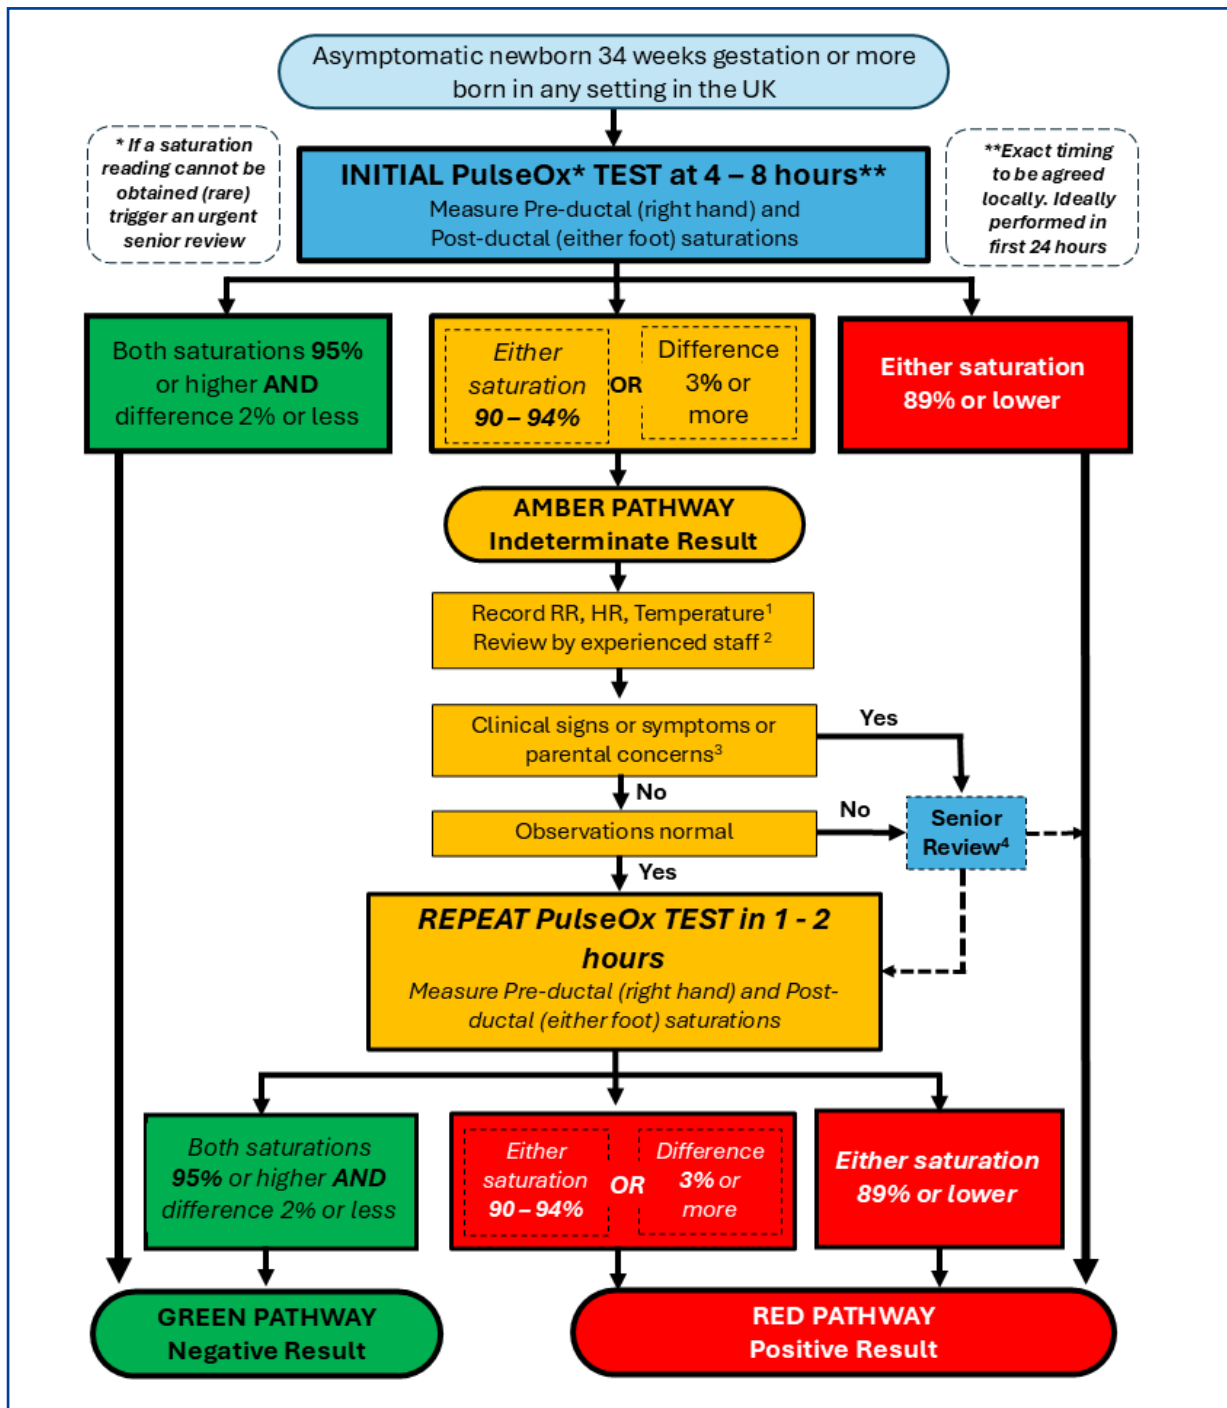 Asymptomatic newborn 34 weeks gestation or more
born in any setting in the UK
* If a saturation
reading cannot be
obtained (rare)
trigger an urgent
senior review
INITIAL PulseOx* TEST at 4 – 8 hours**
Measure Pre-ductal (right hand) and
Post-ductal (either foot) saturations
**Exact timing
to be agreed
locally. Ideally
performed in
first 24 hours
Both saturations 95%
or higher AND
difference 2% or less
Either
saturation
90 – 94%
OR
Difference
3% or
more
Either saturation
89% or lower
AMBER PATHWAY
Indeterminate Result
Record RR, HR, Temperature¹
Review by experienced staff ²
Clinical signs or symptoms or
parental concerns³
Yes
No
Observations normal
No
Senior
Review⁴
Yes
REPEAT PulseOx TEST in 1 - 2
hours
Measure Pre-ductal (right hand) and Post-
ductal (either foot) saturations
Both saturations
95% or higher AND
difference 2% or less
Either
saturation
90 – 94%
OR
Difference
3% or
more
Either saturation
89% or lower
GREEN PATHWAY
Negative Result
RED PATHWAY
Positive Result